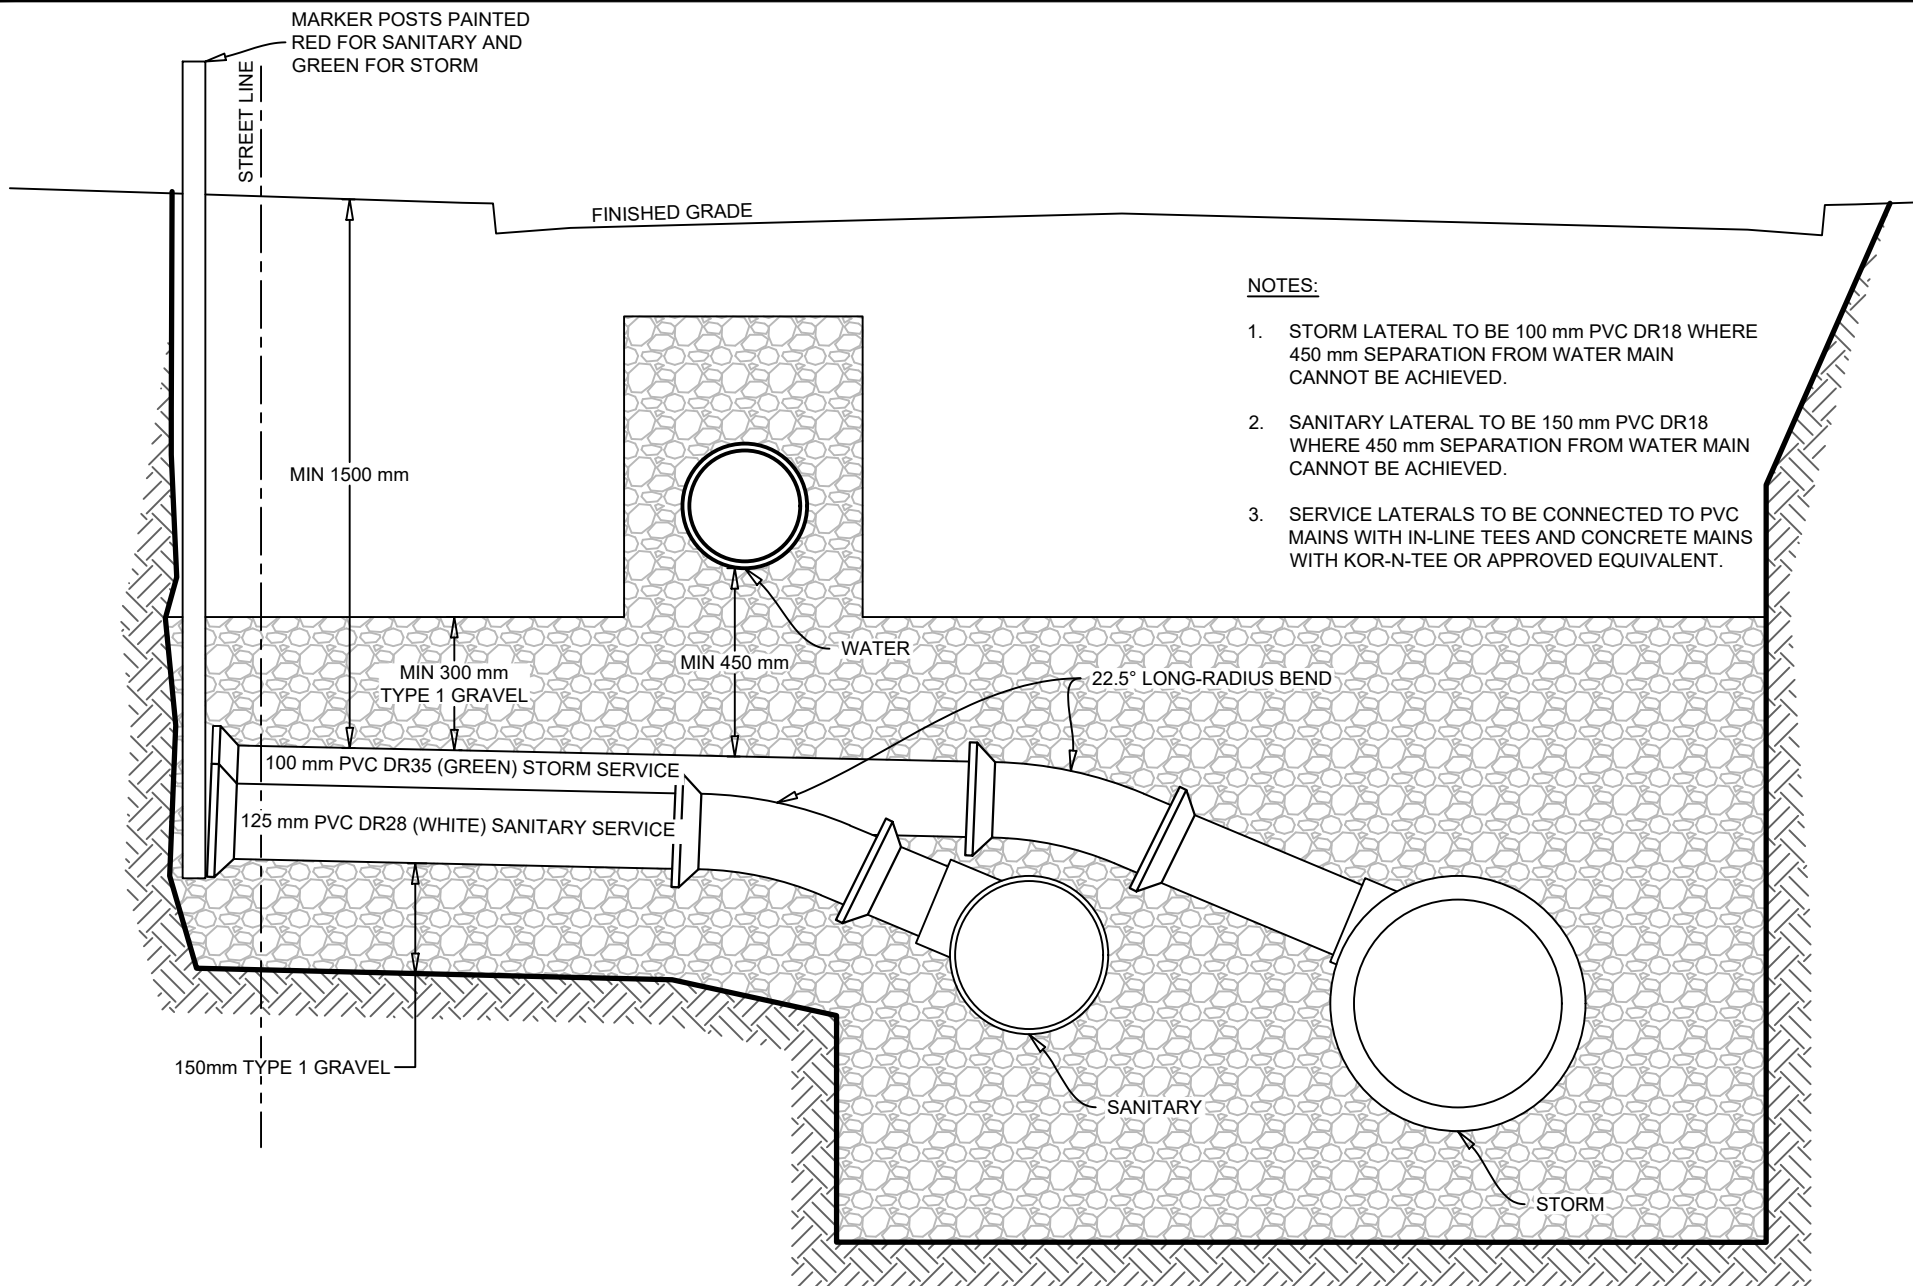 MARKER POSTS PAINTED
RED FOR SANITARY AND
GREEN FOR STORM
STREET LINE
FINISHED GRADE
NOTES:
1. STORM LATERAL TO BE 100 mm PVC DR18 WHERE
450 mm SEPARATION FROM WATER MAIN
CANNOT BE ACHIEVED.
2. SANITARY LATERAL TO BE 150 mm PVC DR18
WHERE 450 mm SEPARATION FROM WATER MAIN
CANNOT BE ACHIEVED.
3. SERVICE LATERALS TO BE CONNECTED TO PVC
MAINS WITH IN-LINE TEES AND CONCRETE MAINS
WITH KOR-N-TEE OR APPROVED EQUIVALENT.
MIN 1500 mm
WATER
MIN 450 mm
MIN 300 mm
TYPE 1 GRAVEL
22.5° LONG-RADIUS BEND
100 mm PVC DR35 (GREEN) STORM SERVICE
125 mm PVC DR28 (WHITE) SANITARY SERVICE
150mm TYPE 1 GRAVEL
SANITARY
STORM